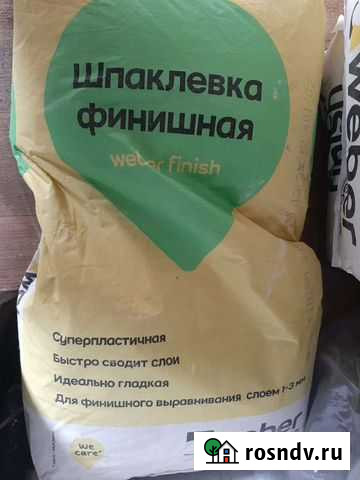 Шпаклевка
финишная
weber finish
Суперпластичная
Быстро сводит слои
Идеально гладкая
Для финишного выравнивания слоем 1-3 мм
we
care
weber
finish
rosndv.ru